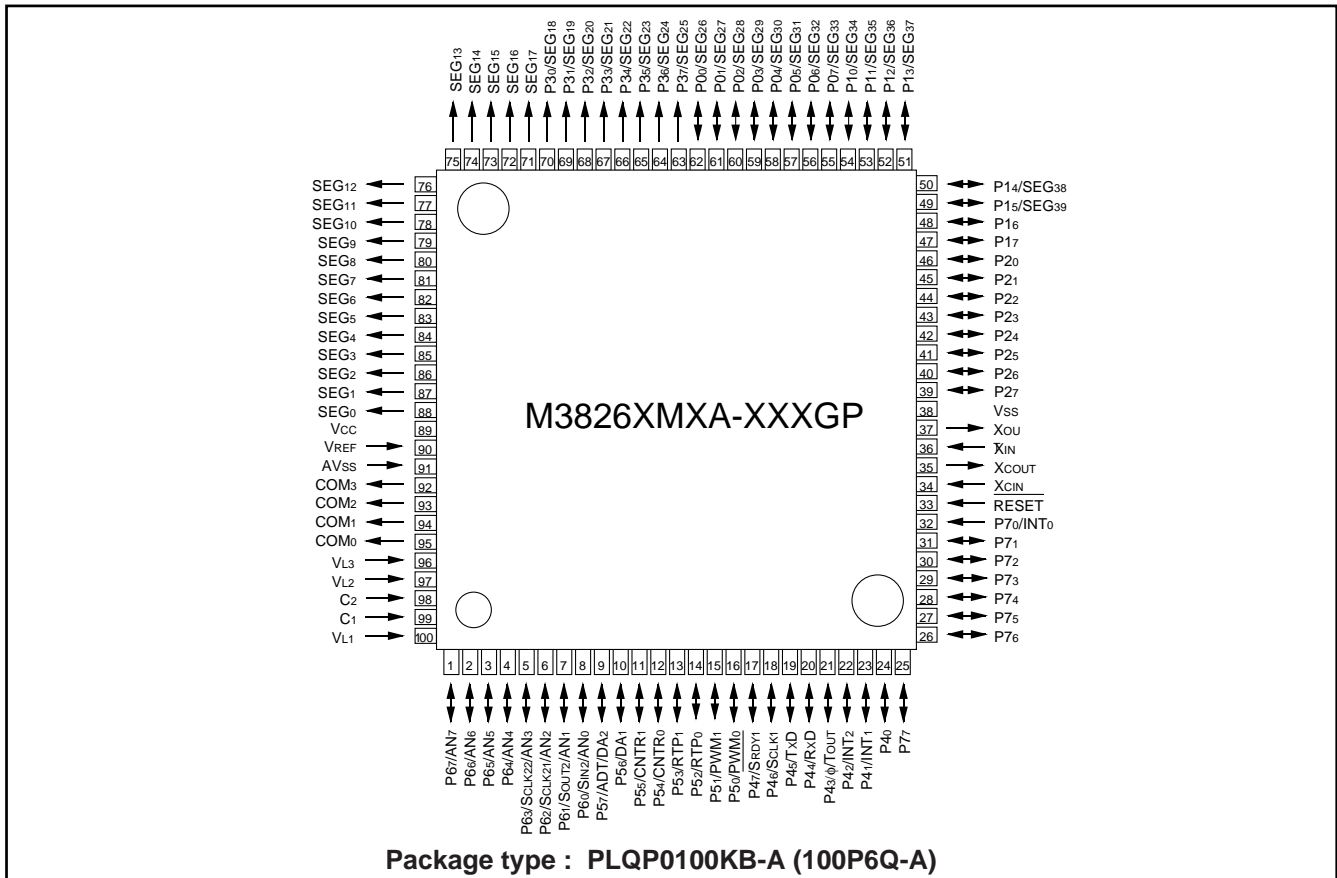 SEG13
SEG14
SEG15
SEG16
SEG17
P30/SEG18
P31/SEG19
P32/SEG20
P33/SEG21
P34/SEG22
P35/SEG23
P36/SEG24
P37/SEG25
P00/SEG26
P01/SEG27
P02/SEG28
P03/SEG29
P04/SEG30
P05/SEG31
P06/SEG32
P07/SEG33
P10/SEG34
P11/SEG35
P12/SEG36
P13/SEG37
75 74 73 72 71 70 69 68 67 66 65 64 63 62 61 60 59 58 57 56 55 54 53 52 51
SEG12 76
SEG11 77
SEG10 78
SEG9 79
SEG8 80
SEG7 81
SEG6 82
SEG5 83
SEG4 84
SEG3 85
SEG2 86
SEG1 87
SEG0 88
VCC 89
VREF 90
AVSS 91
COM3 92
COM2 93
COM1 94
COM0 95
VL3 96
VL2 97
C2 98
C1 99
VL1 100
M3826XMXA-XXXGP
50 P14/SEG38
49 P15/SEG39
48 P16
47 P17
46 P20
45 P21
44 P22
43 P23
42 P24
41 P25
40 P26
39 P27
38 VSS
37 XOU
36 XIN
35 XCOUT
34 XCIN
33 RESET
32 P70/INT0
31 P71
30 P72
29 P73
28 P74
27 P75
26 P76
1 2 3 4 5 6 7 8 9 10 11 12 13 14 15 16 17 18 19 20 21 22 23 24 25
P67/AN7
P66/AN6
P65/AN5
P64/AN4
P63/SCLK22/AN3
P62/SCLK21/AN2
P61/SOUT2/AN1
P60/SIN2/AN0
P57/ADT/DA2
P56/DA1
P55/CNTR1
P54/CNTR0
P53/RTP1
P52/RTP0
P51/PWM1
P50/PWM0
P47/SRDY1
P46/SCLK1
P45/TXD
P44/RXD
P43/φ/TOUT
P42/INT2
P41/INT1
P40
P77
Package type : PLQP0100KB-A (100P6Q-A)